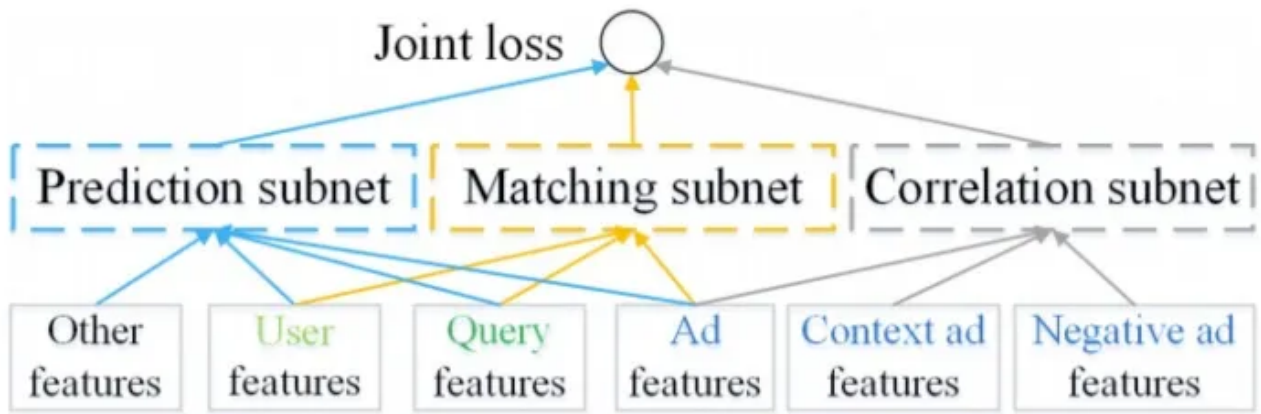 Joint loss
Prediction subnet
Matching subnet
Correlation subnet
Other features
User features
Query features
Ad features
Context ad features
Negative ad features